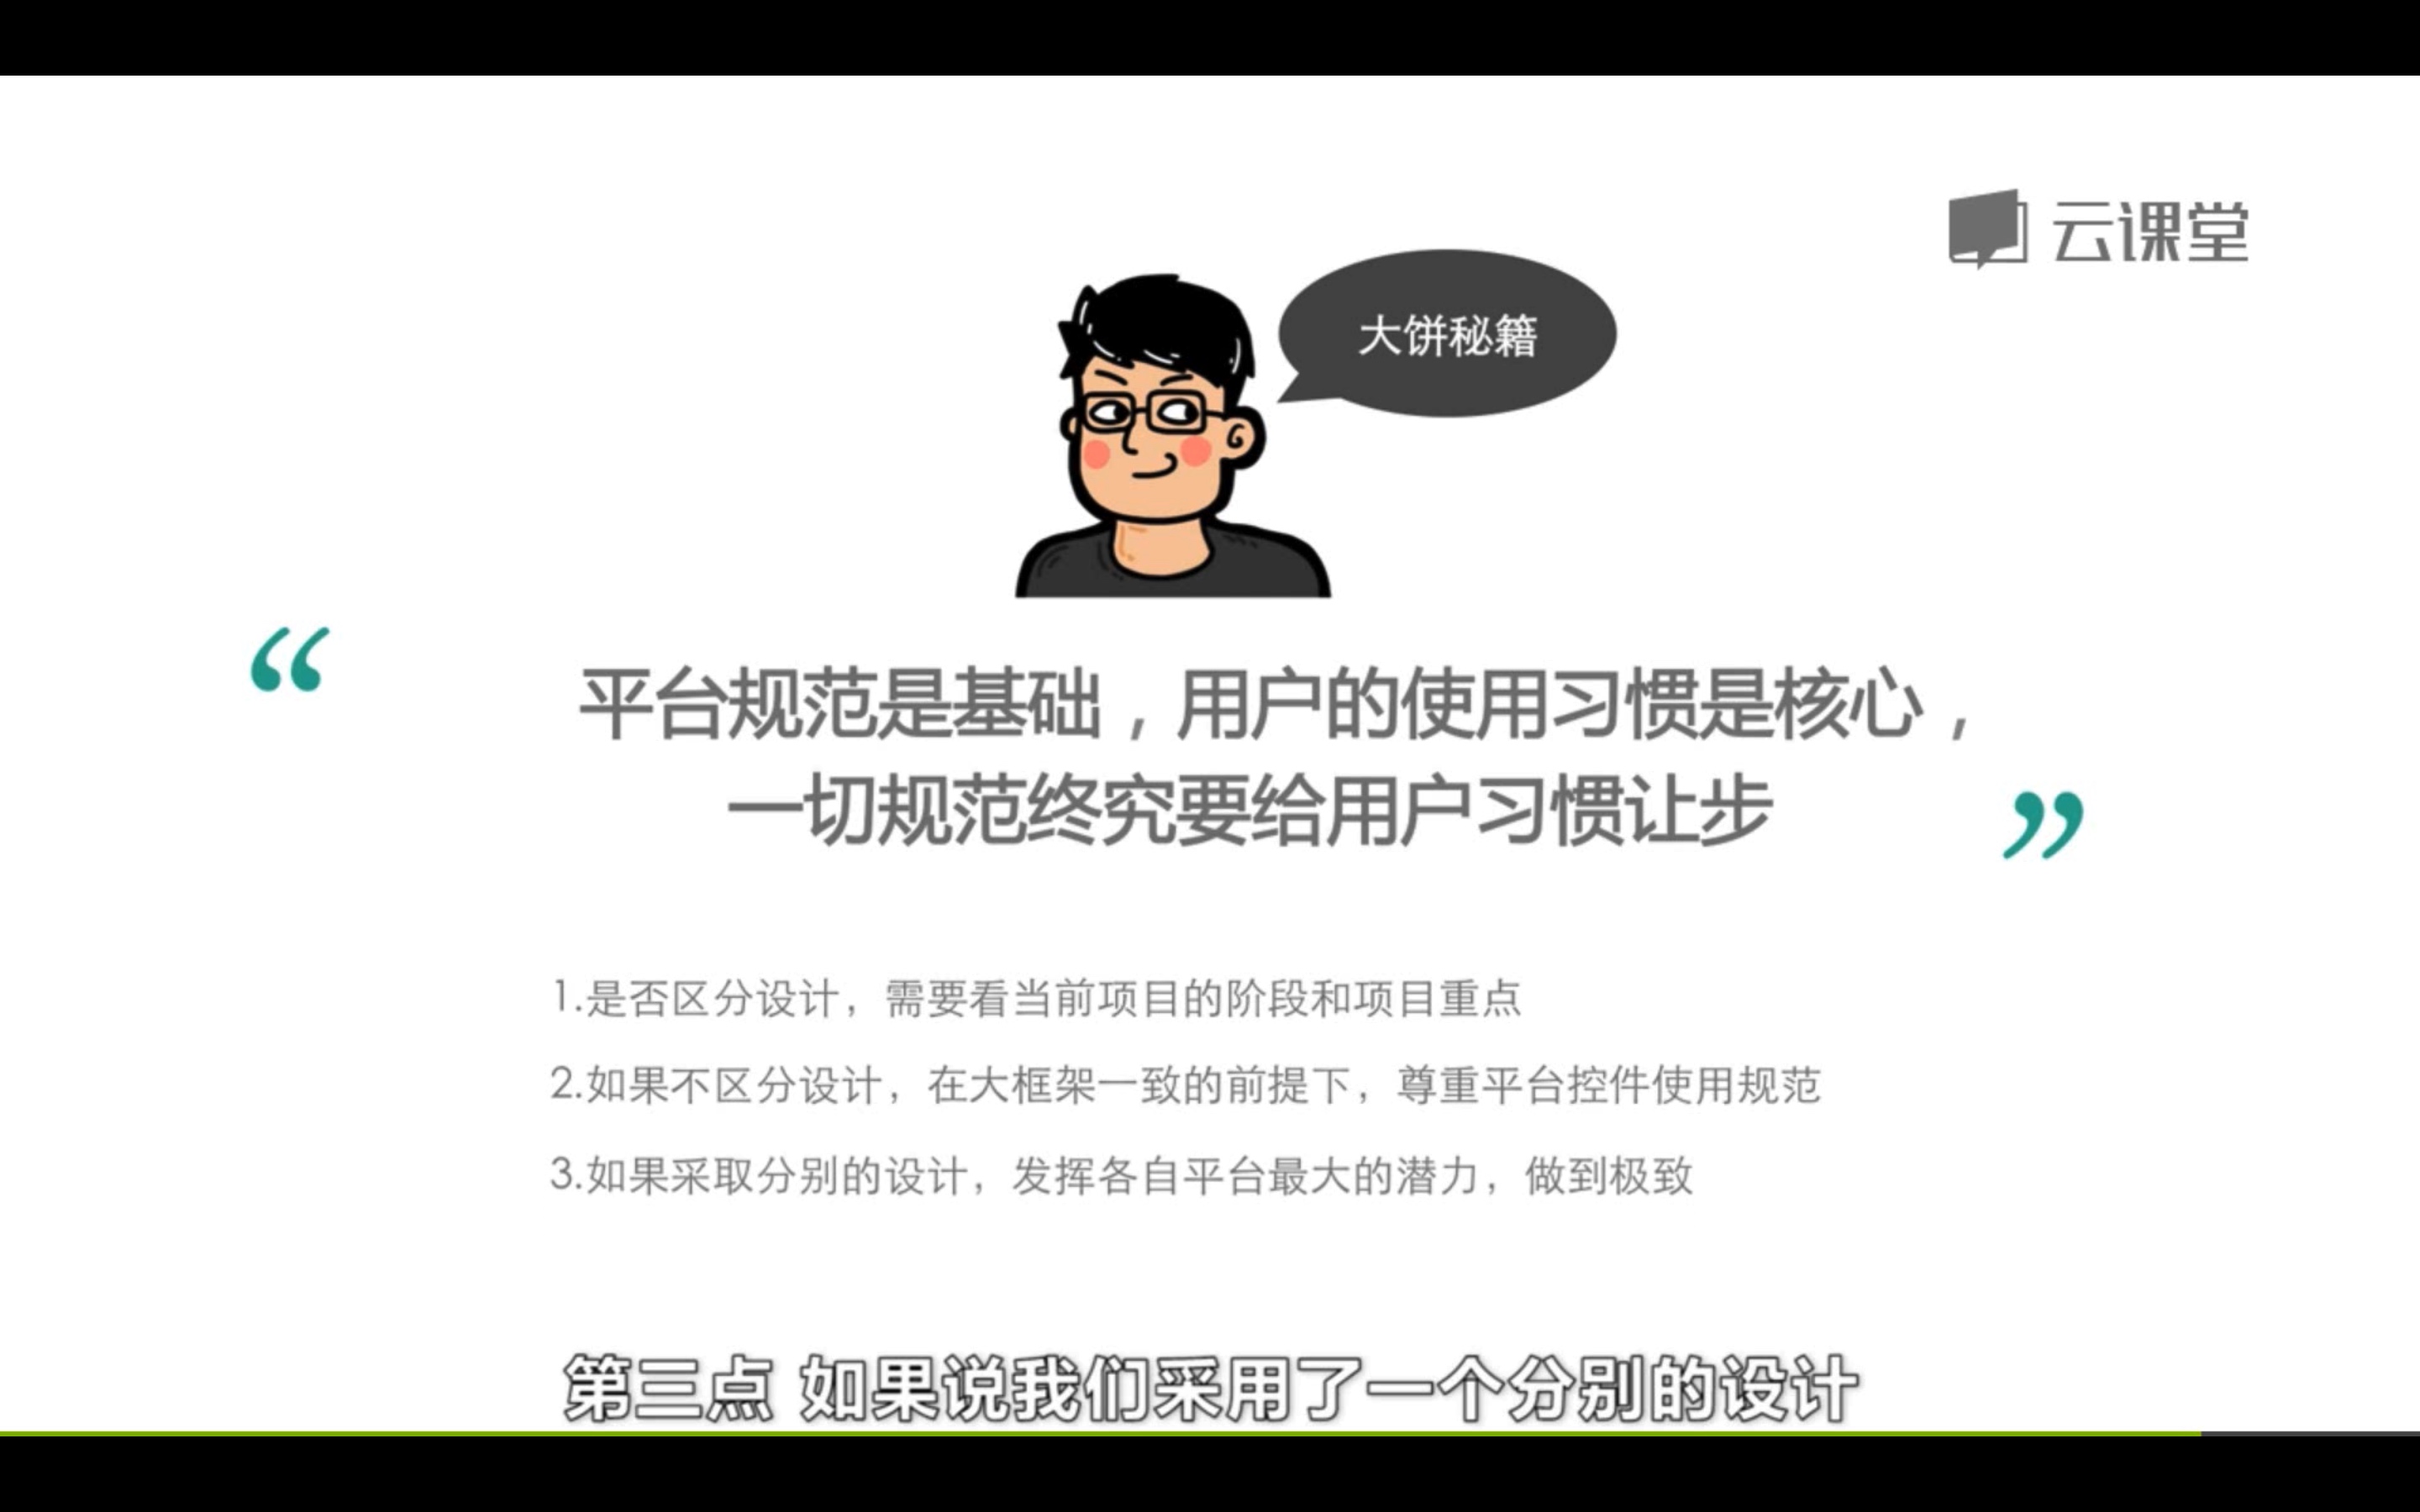 云课堂
大饼秘籍
“平台规范是基础，用户的使用习惯是核心，
一切规范终究要给用户习惯让步”
1.是否区分设计，需要看当前项目的阶段和项目重点
2.如果不区分设计，在大框架一致的前提下，尊重平台控件使用规范
3.如果采取分别的设计，发挥各自平台最大的潜力，做到极致
第三点 如果说我们采用了一个分别的设计